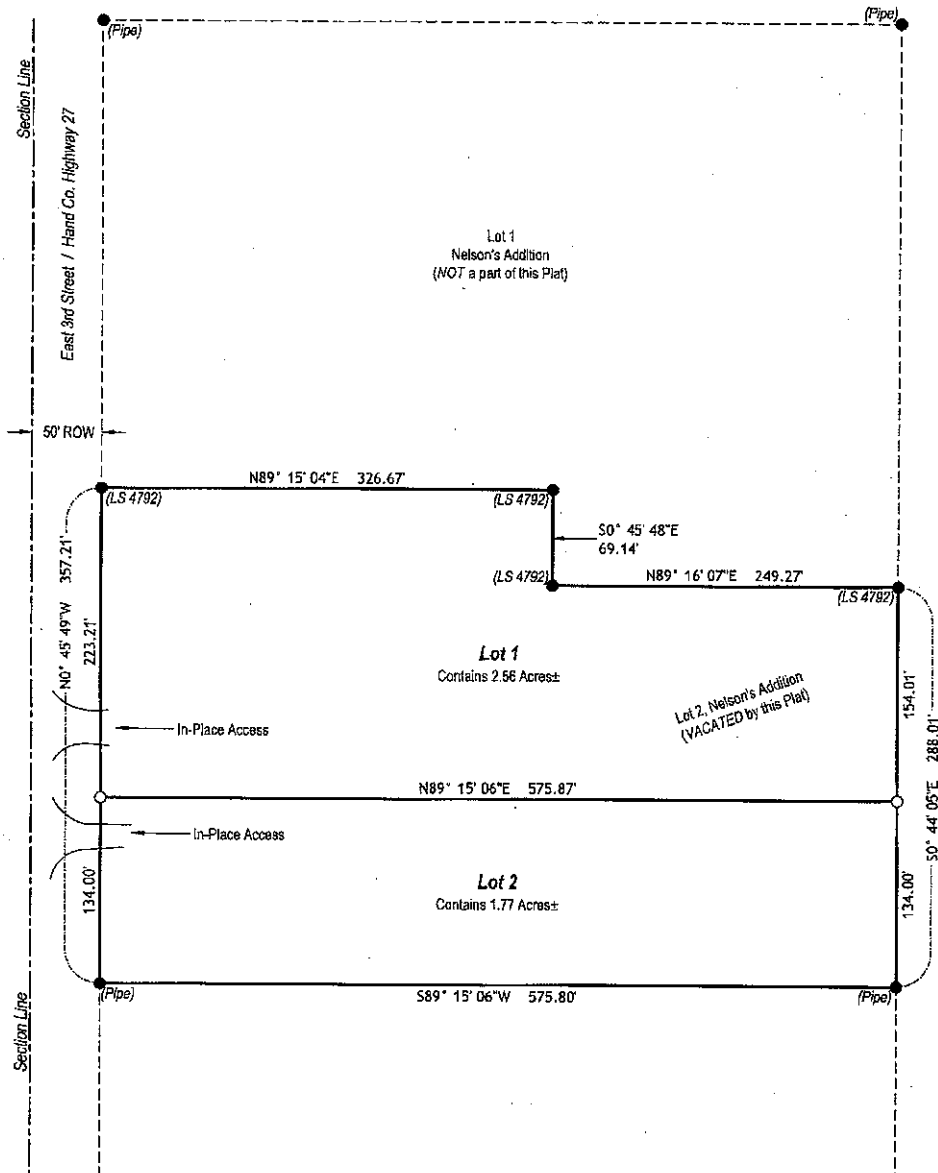 (Pipe)
(Pipe)
Section Line
East 3rd Street / Hand Co. Highway 27
Lot 1
Nelson's Addition
(NOT a part of this Plat)
50' ROW
N89° 15' 04"E 326.67'
(LS 4792)
(LS 4792)
S0° 45' 48"E
69.14'
(LS 4792)
N89° 16' 07"E 249.27'
(LS 4792)
N0° 45' 49"W 357.21'
223.21'
Lot 1
Contains 2.56 Acres±
Lot 2, Nelson's Addition
(VACATED by this Plat)
154.01'
S0° 44' 05"E 288.01'
In-Place Access
N89° 15' 06"E 575.87'
In-Place Access
134.00'
Lot 2
Contains 1.77 Acres±
134.00'
(Pipe)
S89° 15' 06"W 575.80'
(Pipe)
Section Line